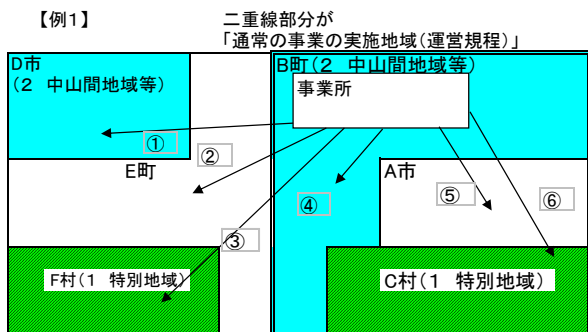 【例1】
二重線部分が
「通常の事業の実施地域(運営規程)」
D市
(2 中山間地域等)
B町(2 中山間地域等)
事業所
①
②
E町
A市
③
④
⑤
⑥
F村(1 特別地域)
C村(1 特別地域)